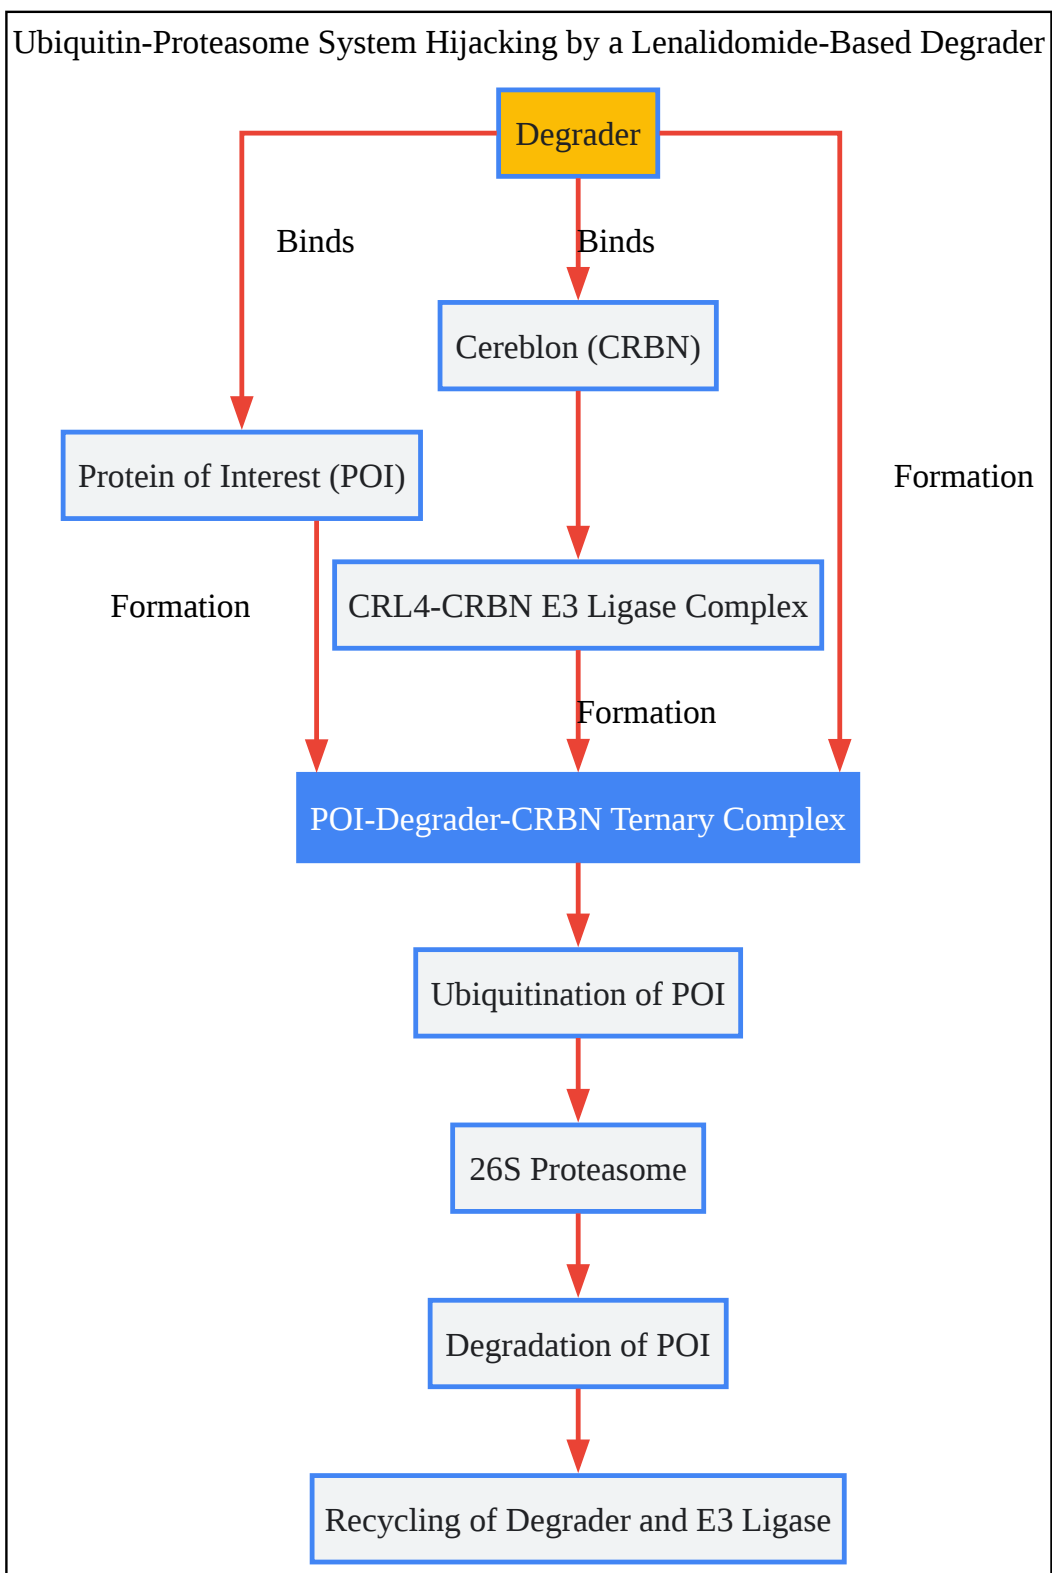 Ubiquitin-Proteasome System Hijacking by a Lenalidomide-Based Degrader
Degrader
Binds
Binds
Cereblon (CRBN)
Protein of Interest (POI)
Formation
Formation
CRL4-CRBN E3 Ligase Complex
Formation
POI-Degrader-CRBN Ternary Complex
Ubiquitination of POI
26S Proteasome
Degradation of POI
Recycling of Degrader and E3 Ligase